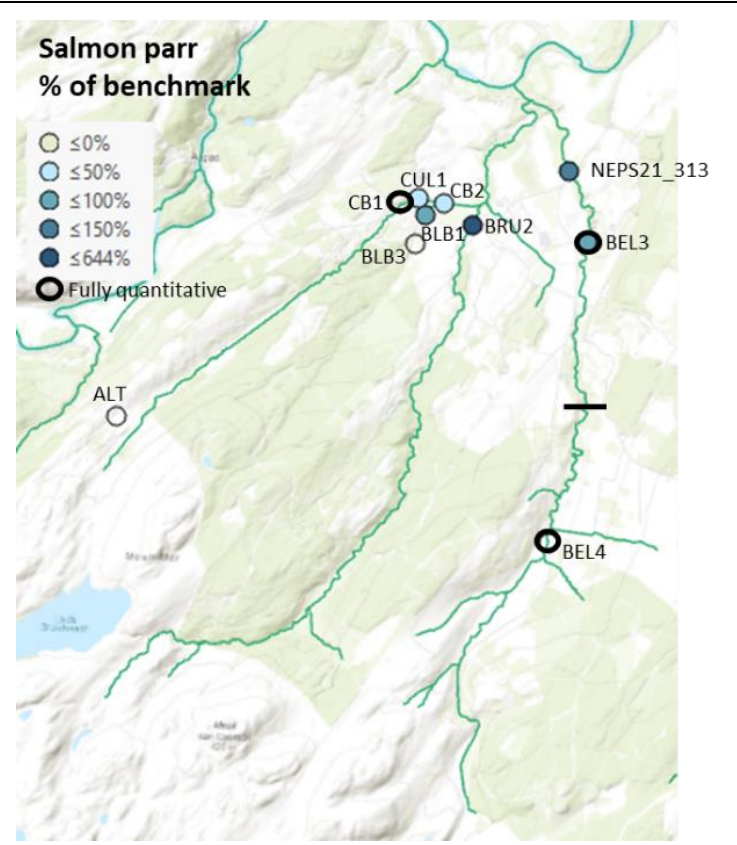 Salmon parr
% of benchmark
≤0%
≤50%
≤100%
≤150%
≤644%
Fully quantitative
NEPS21_313
CUL1
CB2
CB1
BLB1
BRU2
BEL3
BLB3
ALT
BEL4